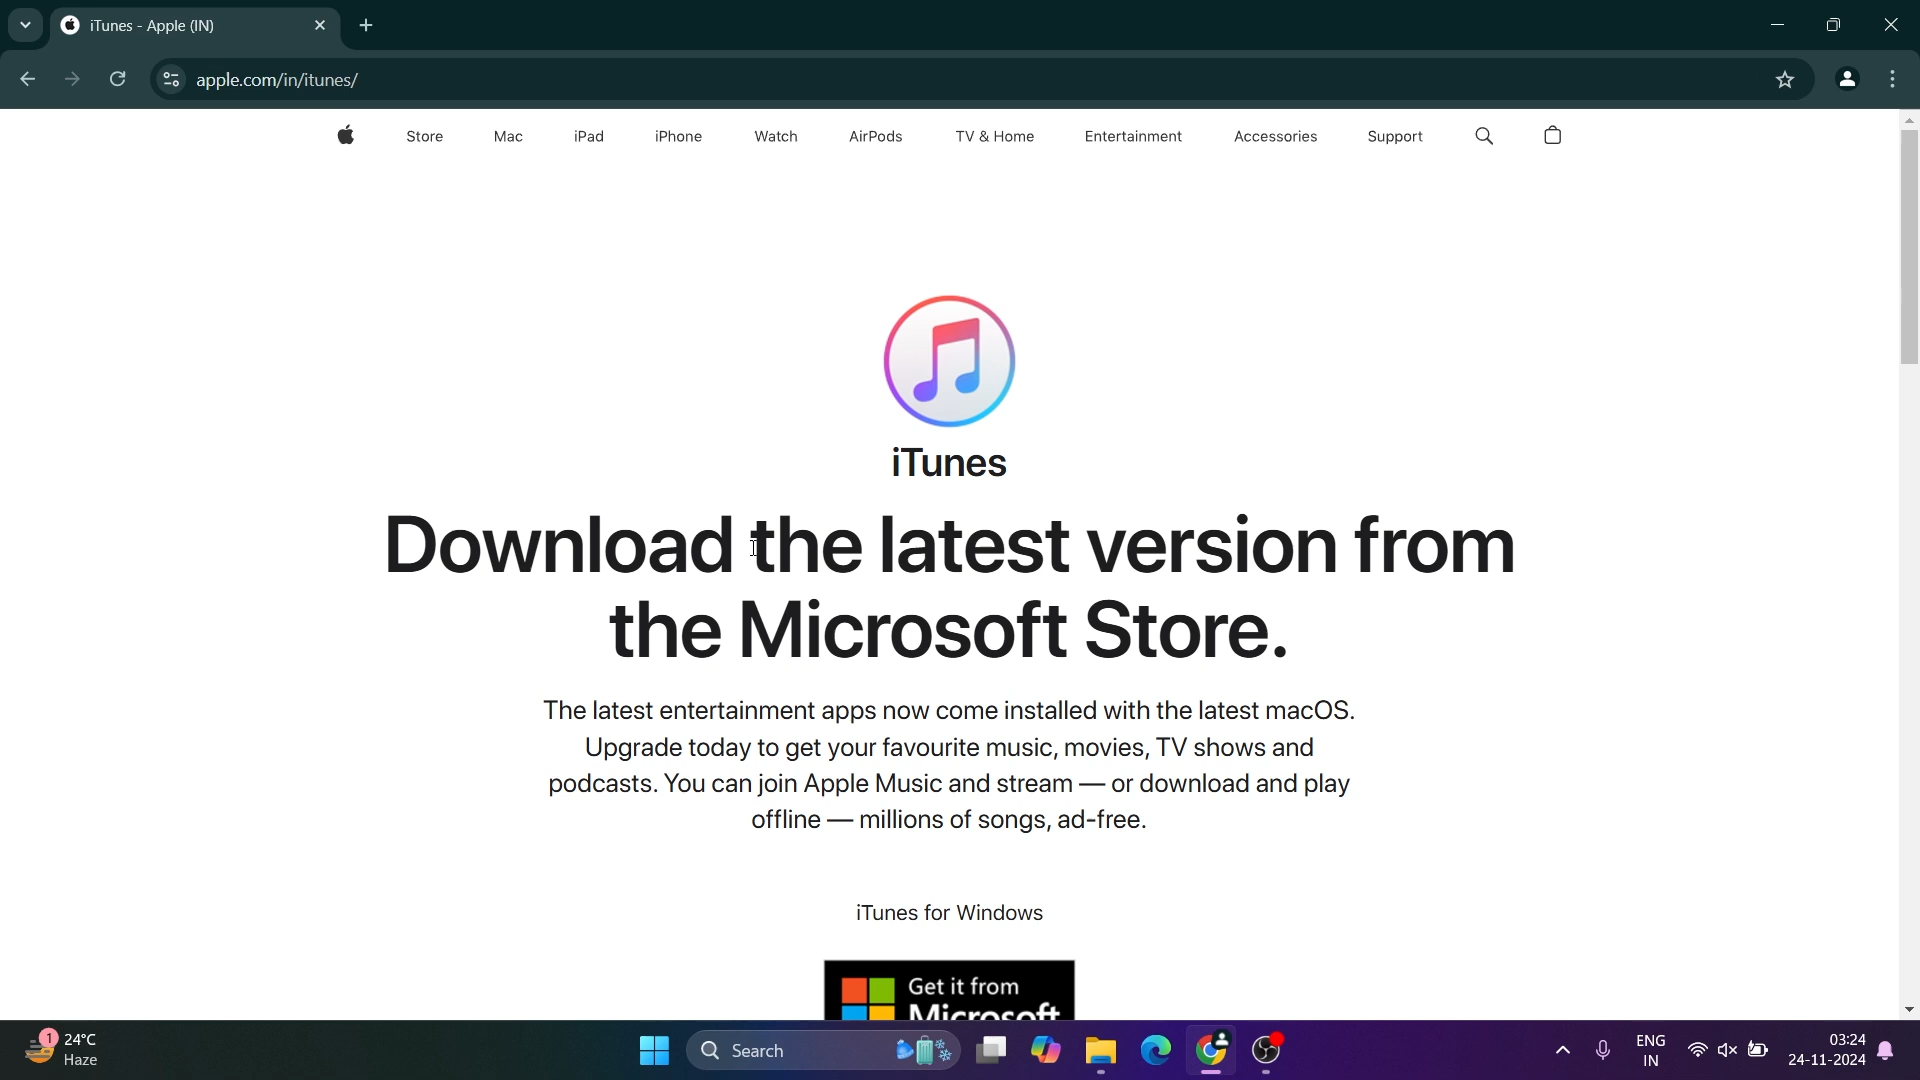 iTunes - Apple (IN)
apple.com/in/itunes/
Store Mac iPad iPhone Watch AirPods TV & Home Entertainment Accessories Support
iTunes
Download the latest version from
the Microsoft Store.
The latest entertainment apps now come installed with the latest macOS.
Upgrade today to get your favourite music, movies, TV shows and
podcasts. You can join Apple Music and stream — or download and play
offline — millions of songs, ad-free.
iTunes for Windows
Get it from
Microsoft
1
24°C
Haze
Search
ENG
IN
03:24
24-11-2024